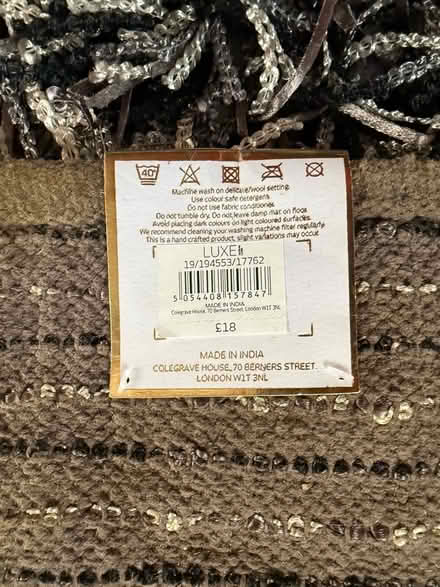 40°
Machine wash on delicate/wool setting.
Use colour safe detergent.
Do not use fabric conditioner.
Do not tumble dry. Do not leave damp mat on floor.
Avoid placing dark colours on light coloured surfaces.
We recommend cleaning your washing machine filter regularly
This is a hand crafted product, slight variations may occur
LUXE
19/194553/17762
5 054408 157847
MADE IN INDIA
Colegrave House, 70 Berners Street, London W1T 3NL
£18
MADE IN INDIA
COLEGRAVE HOUSE, 70 BERNERS STREET.
LONDON W1T 3NL